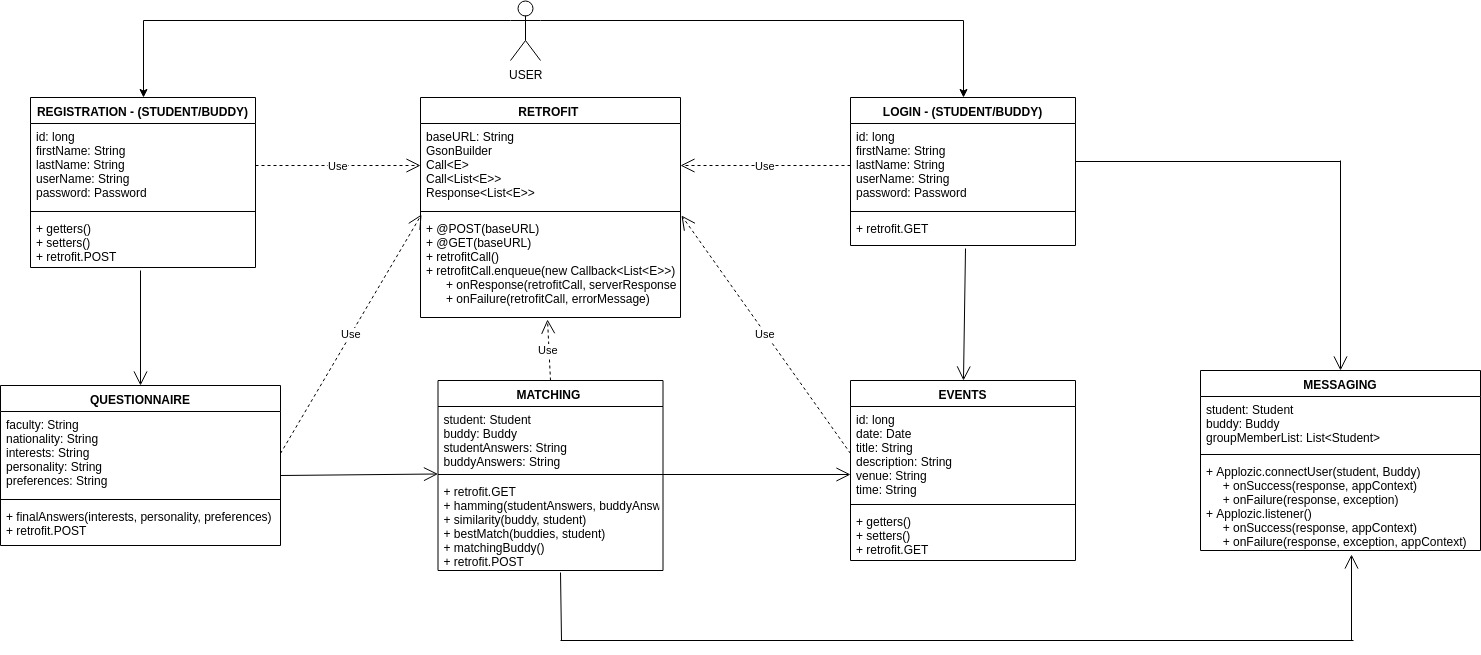 USER
REGISTRATION - (STUDENT/BUDDY)
id: long
firstName: String
lastName: String
userName: String
password: Password
+ getters()
+ setters()
+ retrofit.POST
Use
RETROFIT
baseURL: String
GsonBuilder
Call<E>
Call<List<E>>
Response<List<E>>
+ @POST(baseURL)
+ @GET(baseURL)
+ retrofitCall()
+ retrofitCall.enqueue(new Callback<List<E>>)
+ onResponse(retrofitCall, serverResponse
+ onFailure(retrofitCall, errorMessage)
Use
LOGIN - (STUDENT/BUDDY)
id: long
firstName: String
lastName: String
userName: String
password: Password
+ retrofit.GET
Use
Use
Use
QUESTIONNAIRE
faculty: String
nationality: String
interests: String
personality: String
preferences: String
+ finalAnswers(interests, personality, preferences)
+ retrofit.POST
MATCHING
student: Student
buddy: Buddy
studentAnswers: String
buddyAnswers: String
+ retrofit.GET
+ hamming(studentAnswers, buddyAnsw
+ similarity(buddy, student)
+ bestMatch(buddies, student)
+ matchingBuddy()
+ retrofit.POST
EVENTS
id: long
date: Date
title: String
description: String
venue: String
time: String
+ getters()
+ setters()
+ retrofit.GET
MESSAGING
student: Student
buddy: Buddy
groupMemberList: List<Student>
+ Applozic.connectUser(student, Buddy)
+ onSuccess(response, appContext)
+ onFailure(response, exception)
+ Applozic.listener()
+ onSuccess(response, appContext)
+ onFailure(response, exception, appContext)